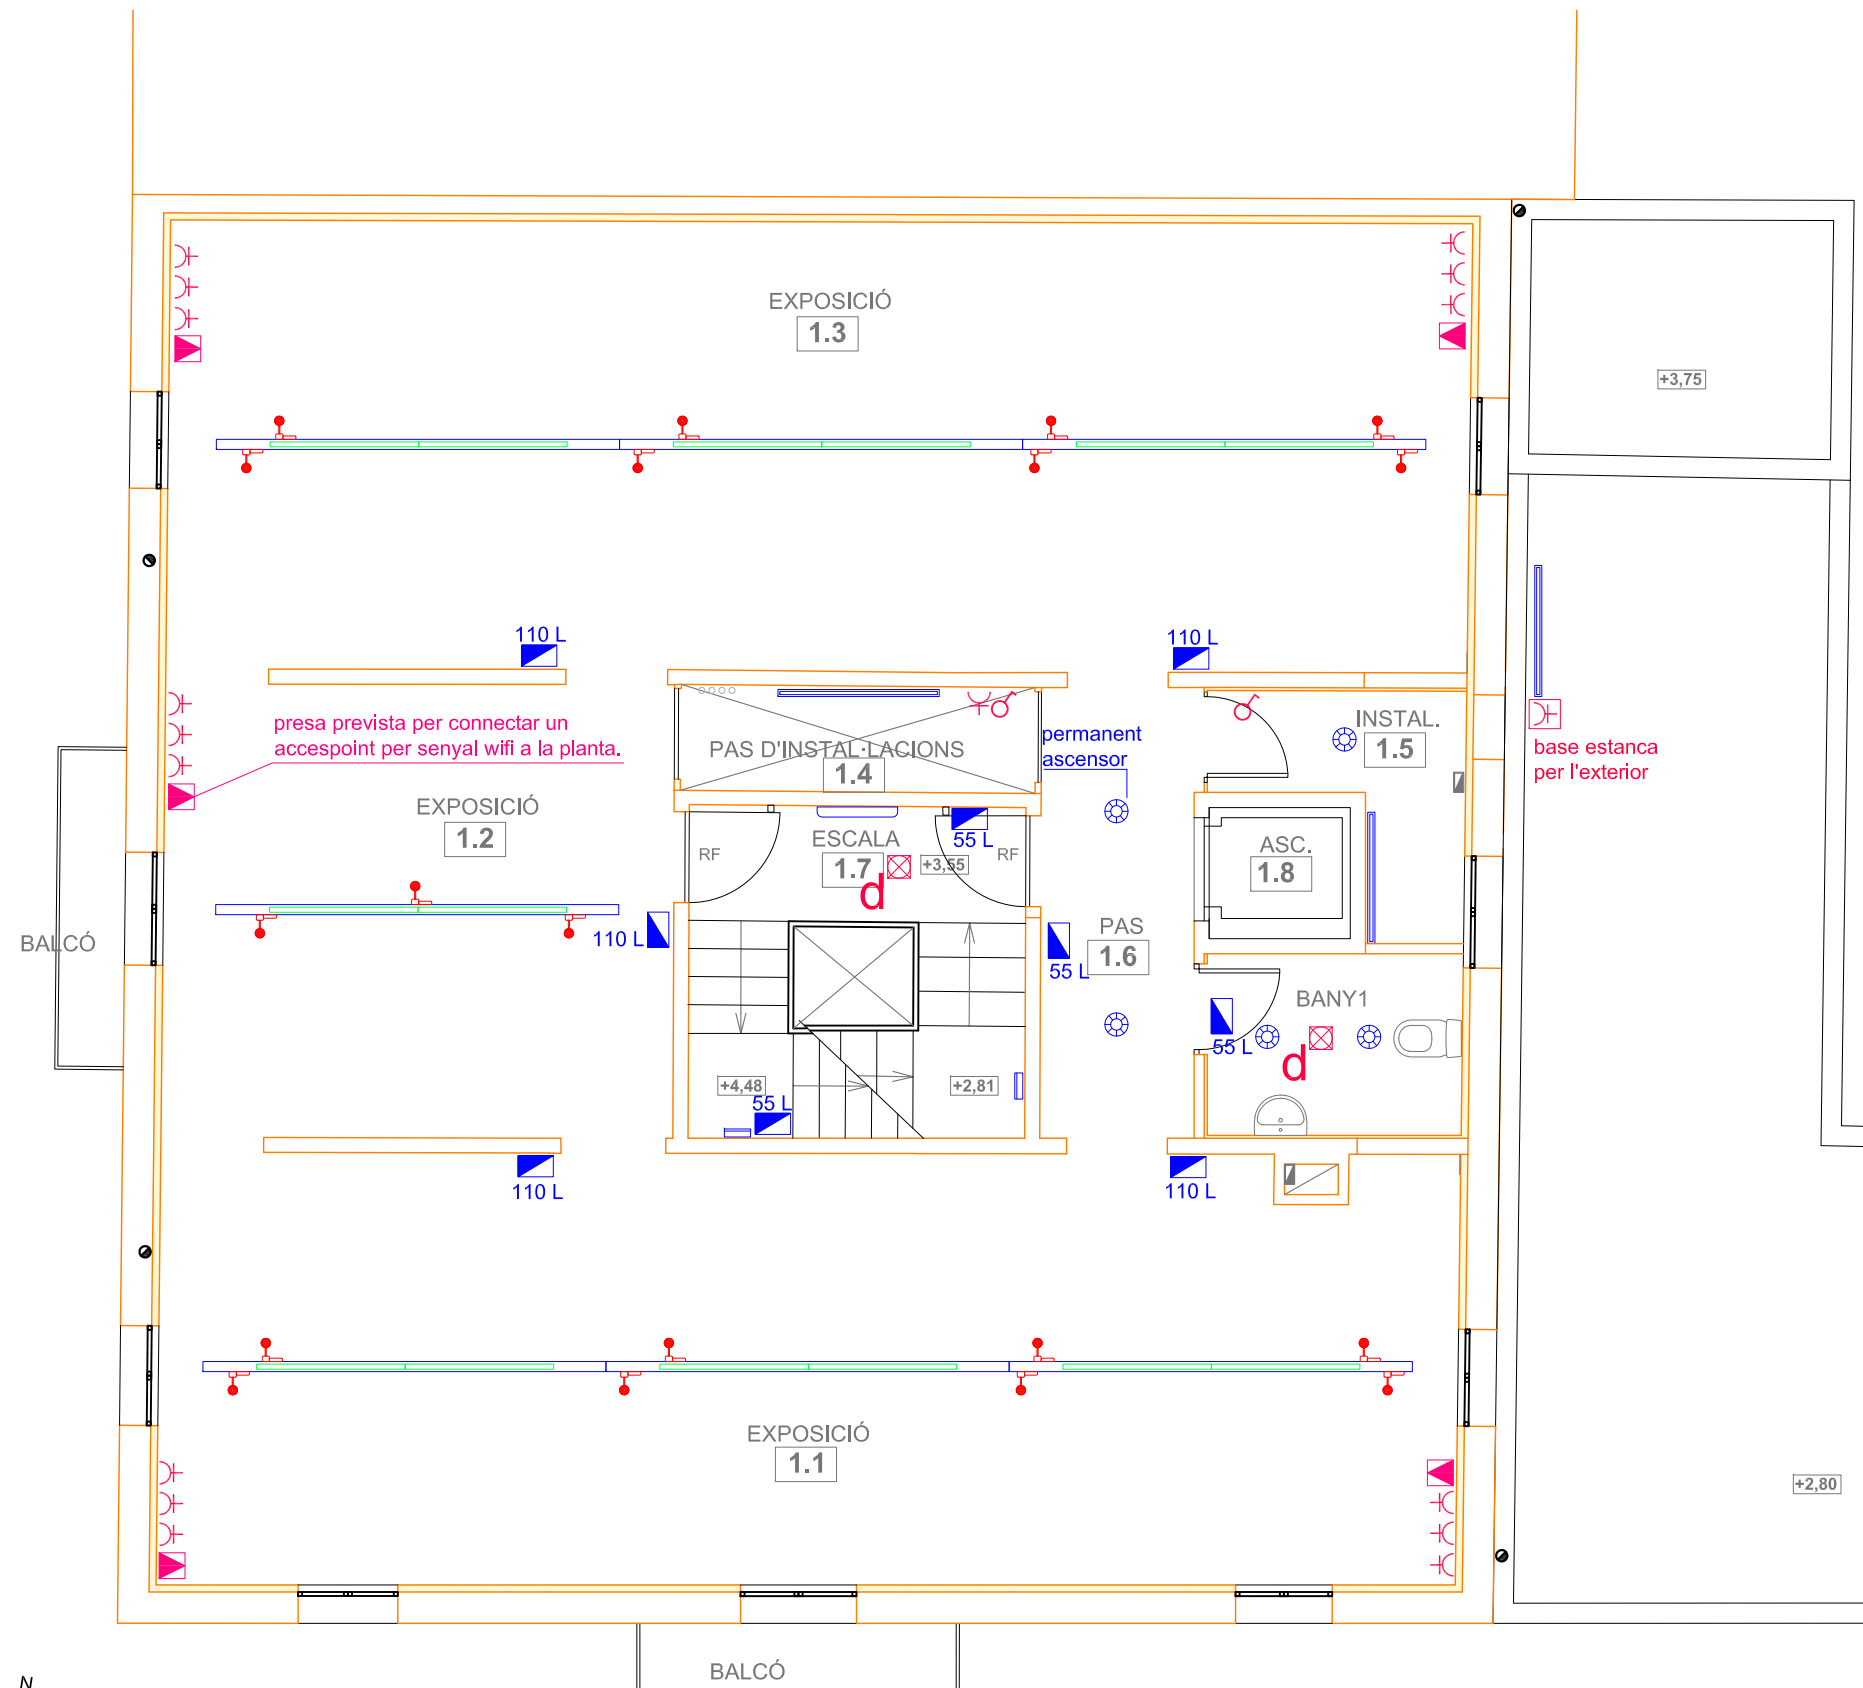 EXPOSICIÓ
1.3
+3,75
110 L
110 L
presa prevista per connectar un
accespoint per senyal wifi a la planta.
PAS D'INSTAL·LACIONS
1.4
permanent
ascensor
INSTAL.
1.5
base estanca
per l'exterior
EXPOSICIÓ
1.2
RF
ESCALA
1.7
d
55 L
+3,55
RF
ASC.
1.8
BALCÓ
110 L
55 L
PAS
1.6
BANY1
55 L
d
+4,48
55 L
+2,81
110 L
110 L
EXPOSICIÓ
1.1
+2,80
BALCÓ
N